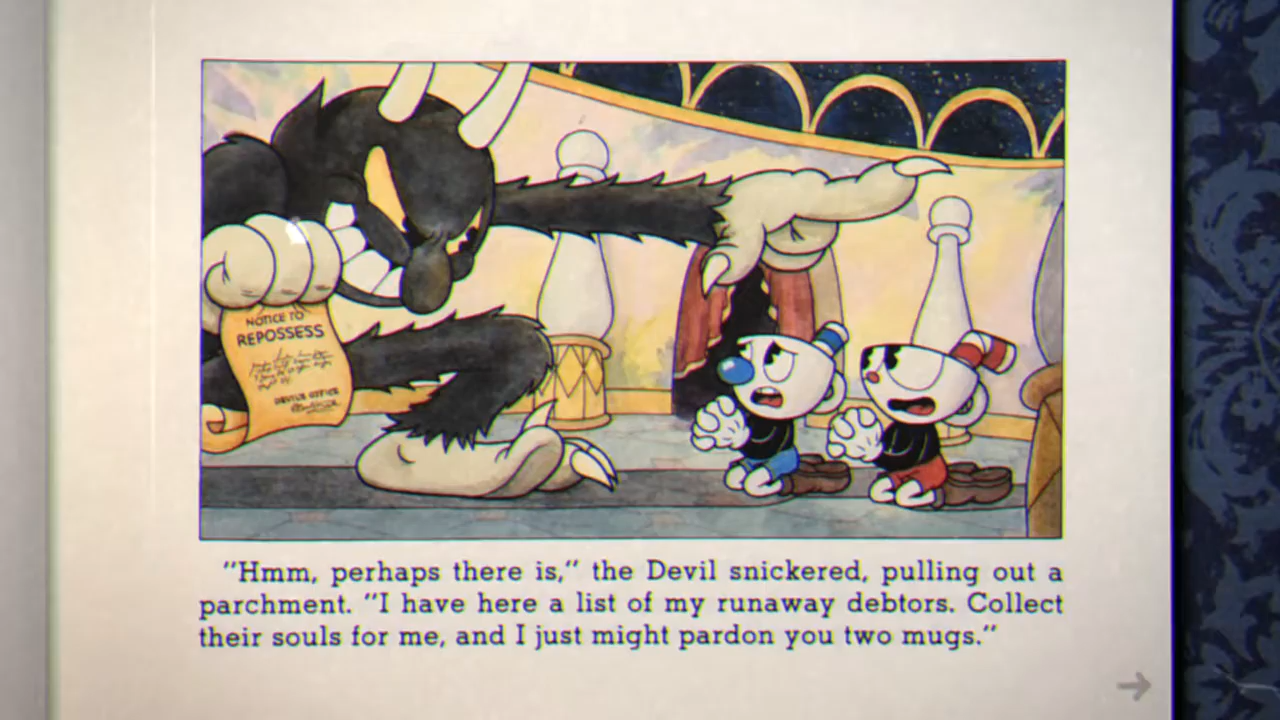 NOTICE TO
REPOSSESS
"Hmm, perhaps there is," the Devil snickered, pulling out a
parchment. "I have here a list of my runaway debtors. Collect
their souls for me, and I just might pardon you two mugs."